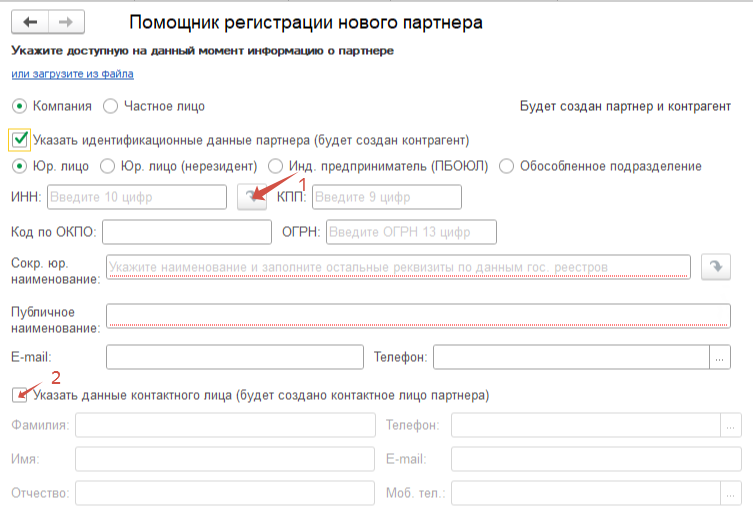 Помощник регистрации нового партнера
Укажите доступную на данный момент информацию о партнере
или загрузите из файла
Компания Частное лицо Будет создан партнер и контрагент
Указать идентификационные данные партнера (будет создан контрагент)
Юр. лицо Юр. лицо (нерезидент) Инд. предприниматель (ПБОЮЛ) Обособленное подразделение
ИНН: Введите 10 цифр 1 КПП: Введите 9 цифр
Код по ОКПО: ОГРН: Введите ОГРН 13 цифр
Сокр. юр.
наименование: Укажите наименование и заполните остальные реквизиты по данным гос. реестров
Публичное
наименование:
E-mail: Телефон: ...
2
Указать данные контактного лица (будет создано контактное лицо партнера)
Фамилия: Телефон: ...
Имя: E-mail:
Отчество: Моб. тел.: ...